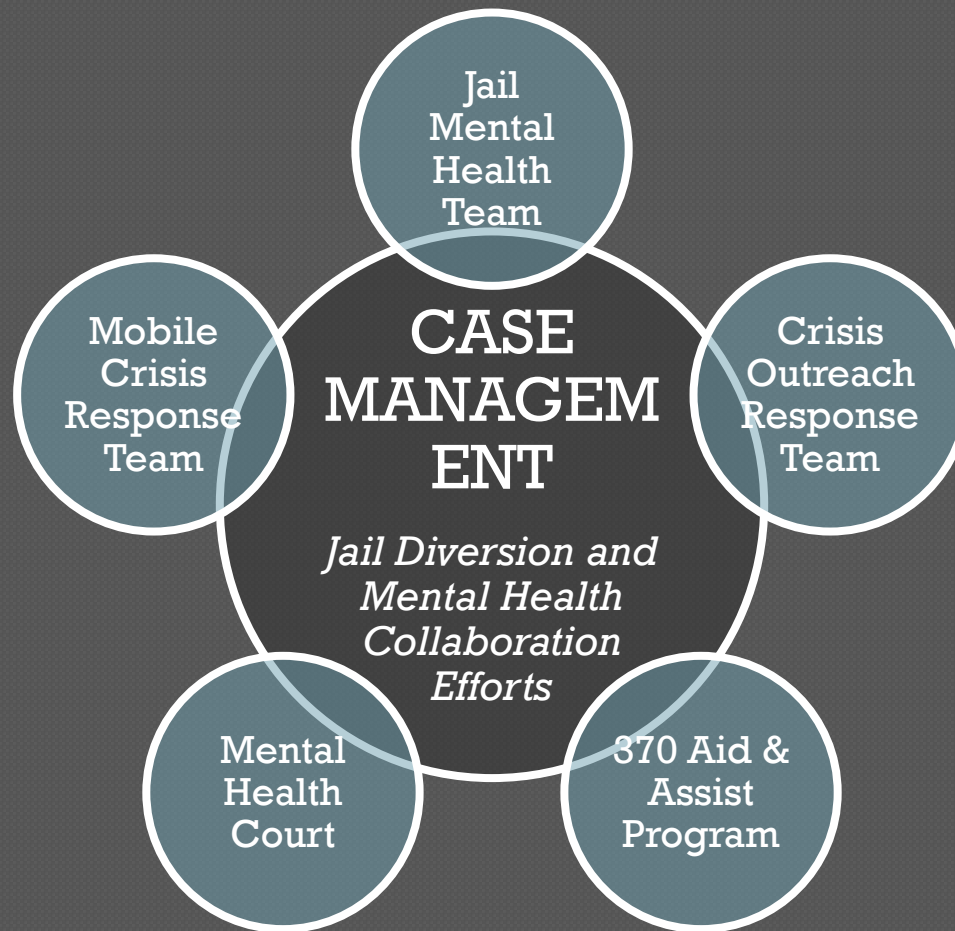 Jail
Mental
Health
Team
Mobile
Crisis
Response
Team
CASE
MANAGEM
ENT
Jail Diversion and
Mental Health
Collaboration
Efforts
Crisis
Outreach
Response
Team
Mental
Health
Court
370 Aid &
Assist
Program